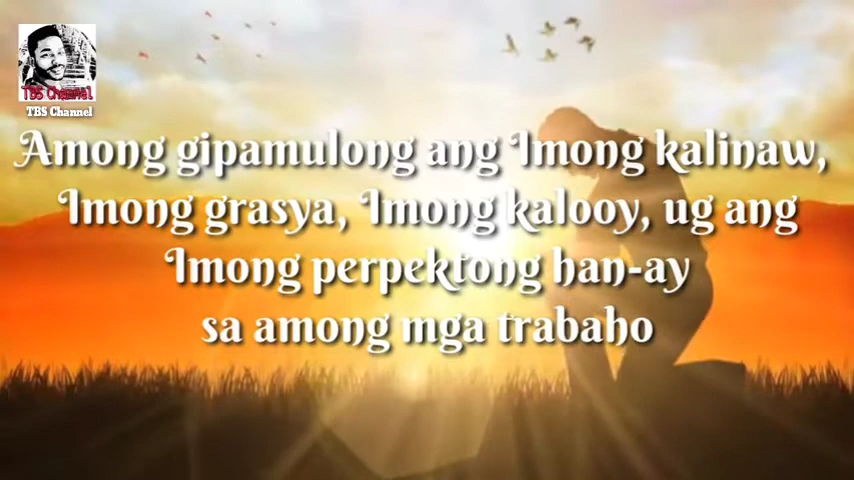 TBS Channel
TBS Channel
Among gipamulong ang Imong kalinaw,
Imong grasya, Imong kalooy, ug ang
Imong perpektong han-ay
sa among mga trabaho